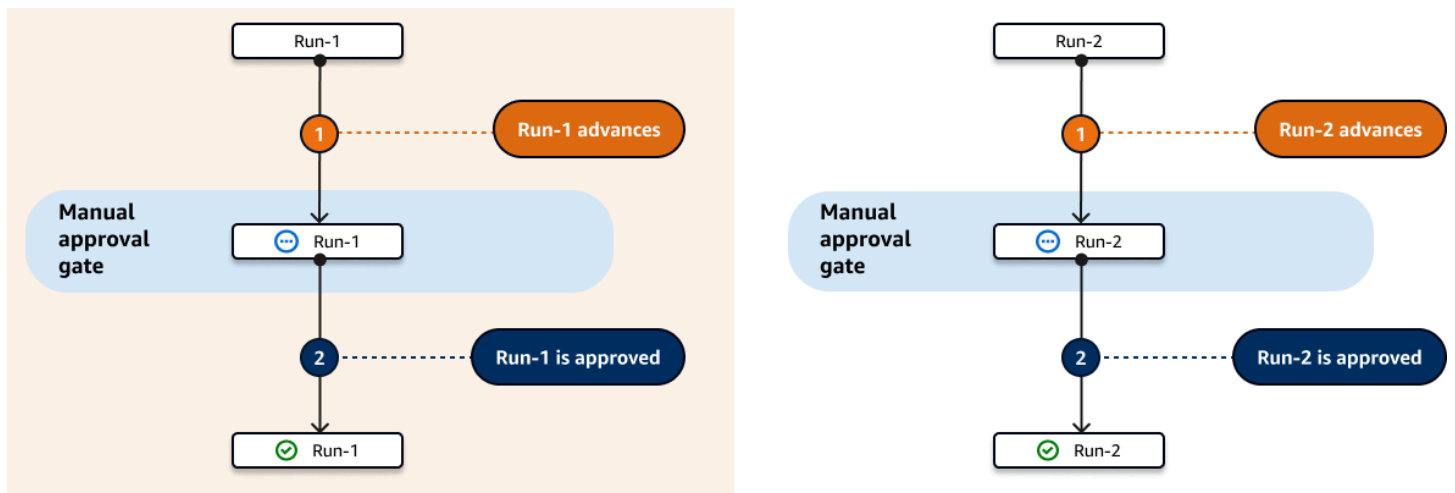 Run-1
1
Run-1 advances
Manual
approval
gate
Run-1
2
Run-1 is approved
Run-1
Run-2
1
Run-2 advances
Manual
approval
gate
Run-2
2
Run-2 is approved
Run-2